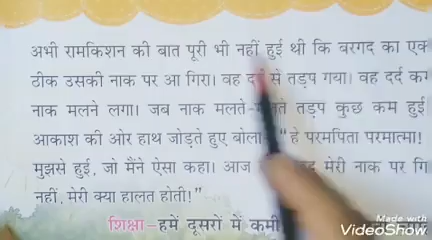 अभी रामकिशन की बात पूरी भी नहीं हुई थी कि बरगद का एक
ठीक उसकी नाक पर आ गिरा। वह दर्द से तड़प गया। वह दर्द
नाक मलने लगा। जब नाक मलते- तड़प कुछ कम हुई
आकाश की ओर हाथ जोड़ते हुए बोला "हे परमपिता परमात्मा!
मुझसे हुई, जो मैंने ऐसा कहा। आज मेरी नाक पर
नहीं, मेरी क्या हालत होती!"
शिक्षा-हमें दूसरों में कमी
Made with
VideoShow